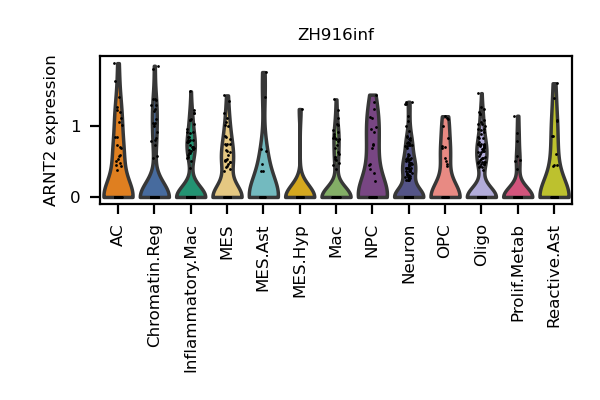 ZH916inf
ARNT2 expression
1
0
AC
Chromatin.Reg
Inflammatory.Mac
MES
MES.Ast
MES.Hyp
Mac
NPC
Neuron
OPC
Oligo
Prolif.Metab
Reactive.Ast